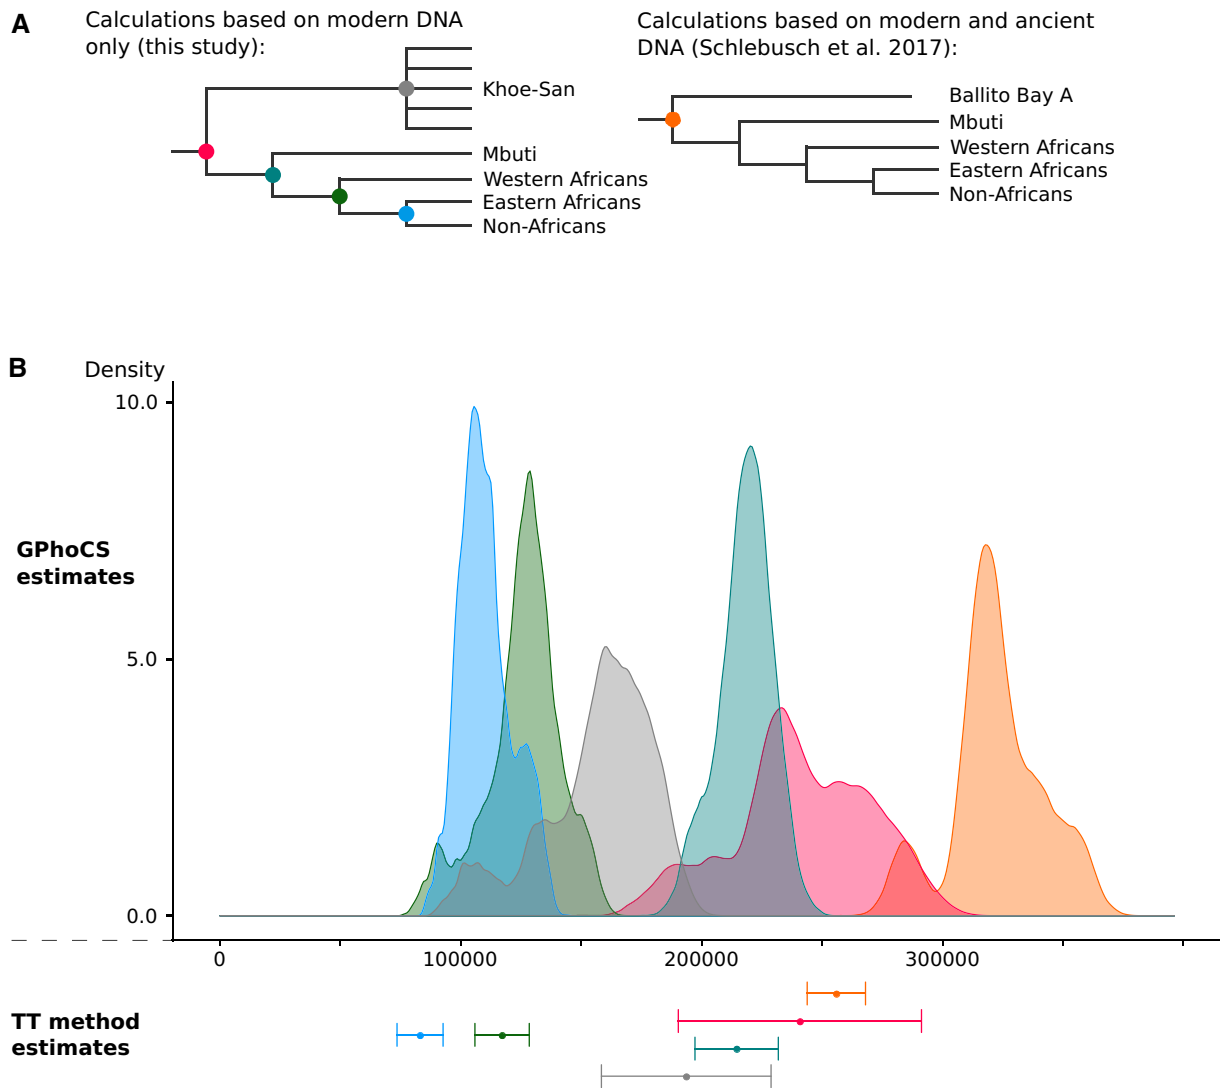 A
Calculations based on modern DNA
only (this study):
Khoe-San
Mbuti
Western Africans
Eastern Africans
Non-Africans
Calculations based on modern and ancient
DNA (Schlebusch et al. 2017):
Ballito Bay A
Mbuti
Western Africans
Eastern Africans
Non-Africans
B
Density
10.0
GPhoCS
estimates
5.0
0.0
0
100000
200000
300000
TT method
estimates